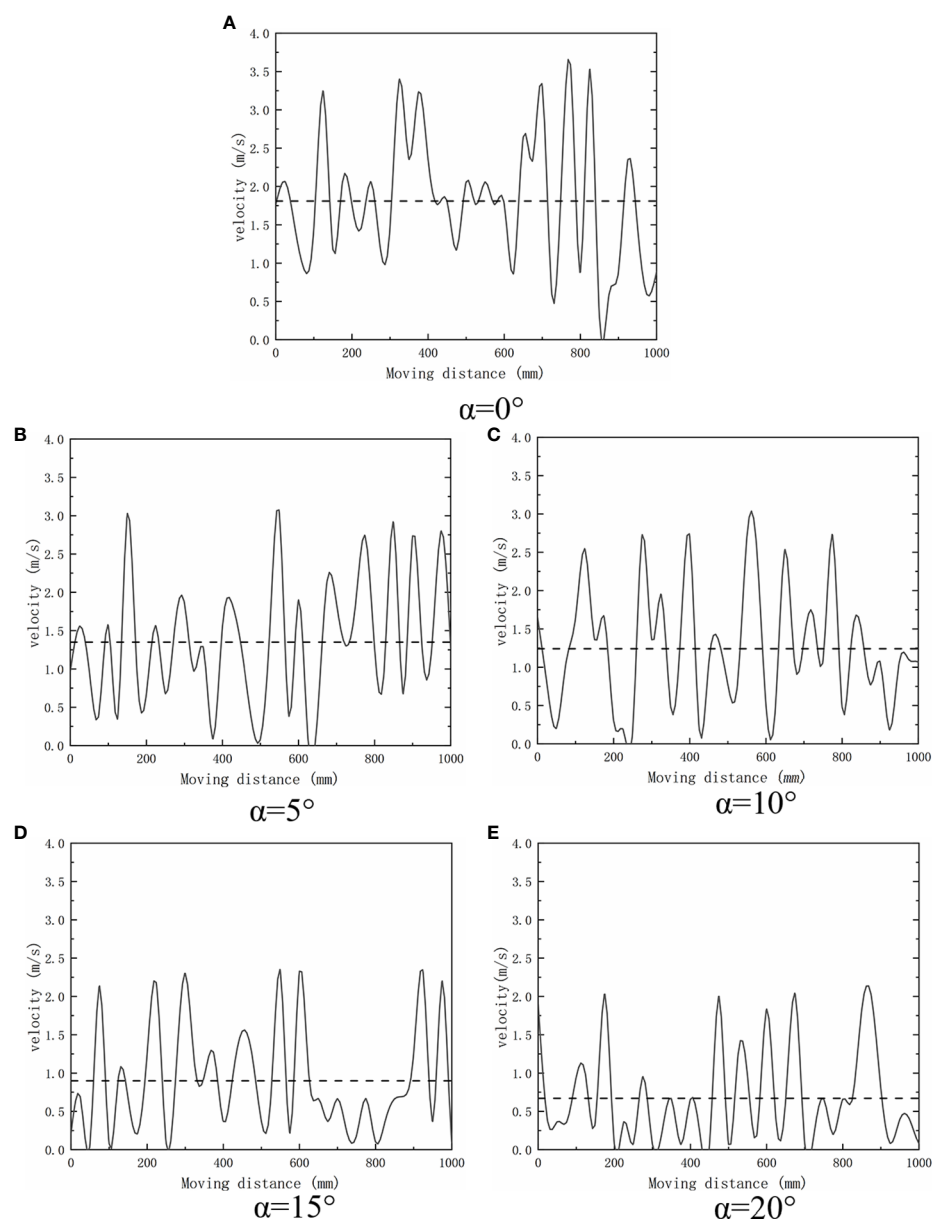 A
4.0
3.5
3.0
2.5
2.0
1.5
1.0
0.5
0.0
velocity (m/s)
0 200 400 600 800 1000
Moving distance (mm)
α=0°
B
4.0
3.5
3.0
2.5
2.0
1.5
1.0
0.5
0.0
velocity (m/s)
0 200 400 600 800 1000
Moving distance (mm)
α=5°
C
4.0
3.5
3.0
2.5
2.0
1.5
1.0
0.5
0.0
velocity (m/s)
0 200 400 600 800 1000
Moving distance (mm)
α=10°
D
4.0
3.5
3.0
2.5
2.0
1.5
1.0
0.5
0.0
velocity(m/s)
0 200 400 600 800 1000
Moving distance (mm)
α=15°
E
4.0
3.5
3.0
2.5
2.0
1.5
1.0
0.5
0.0
velocity(m/s)
0 200 400 600 800 1000
Moving distance (mm)
α=20°